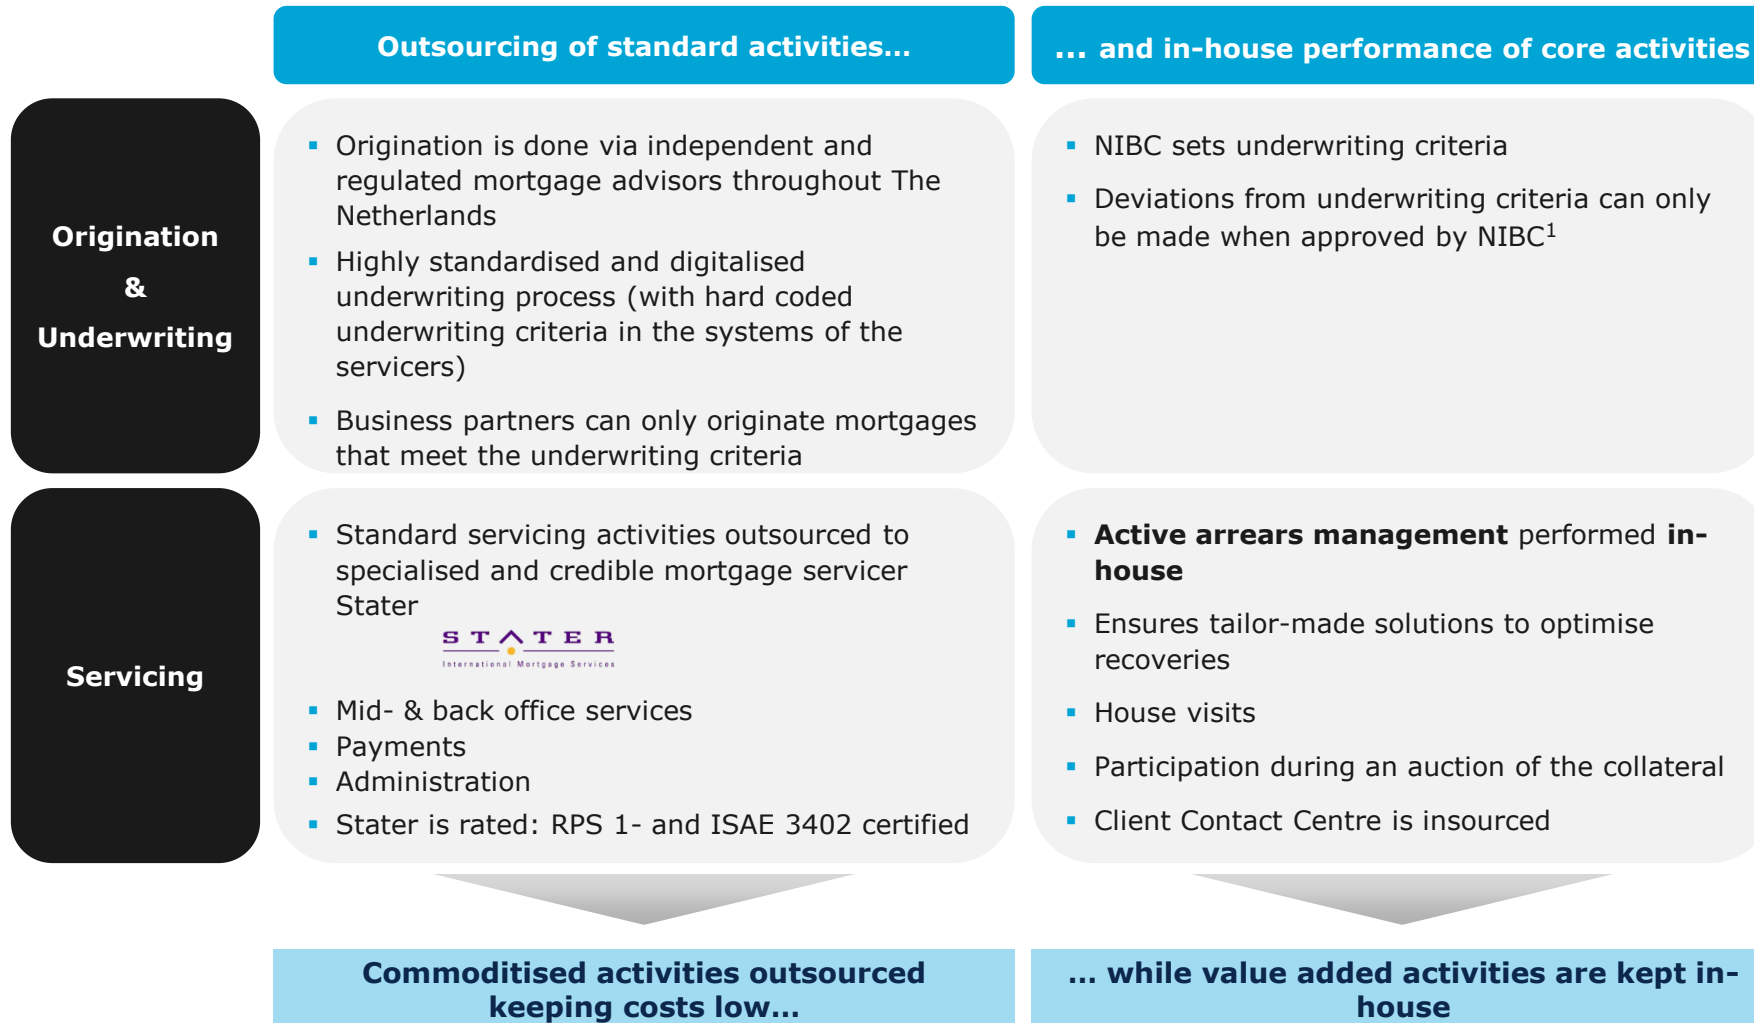 Outsourcing of standard activities...
... and in-house performance of core activities
Origination
&
Underwriting
▪ Origination is done via independent and
regulated mortgage advisors throughout The
Netherlands
▪ Highly standardised and digitalised
underwriting process (with hard coded
underwriting criteria in the systems of the
servicers)
▪ Business partners can only originate mortgages
that meet the underwriting criteria
▪ NIBC sets underwriting criteria
▪ Deviations from underwriting criteria can only
be made when approved by NIBC¹
Servicing
▪ Standard servicing activities outsourced to
specialised and credible mortgage servicer
Stater
STATER
International Mortgage Services
▪ Mid- & back office services
▪ Payments
▪ Administration
▪ Stater is rated: RPS 1- and ISAE 3402 certified
▪ Active arrears management performed in-
house
▪ Ensures tailor-made solutions to optimise
recoveries
▪ House visits
▪ Participation during an auction of the collateral
▪ Client Contact Centre is insourced
Commoditised activities outsourced
keeping costs low...
... while value added activities are kept in-
house